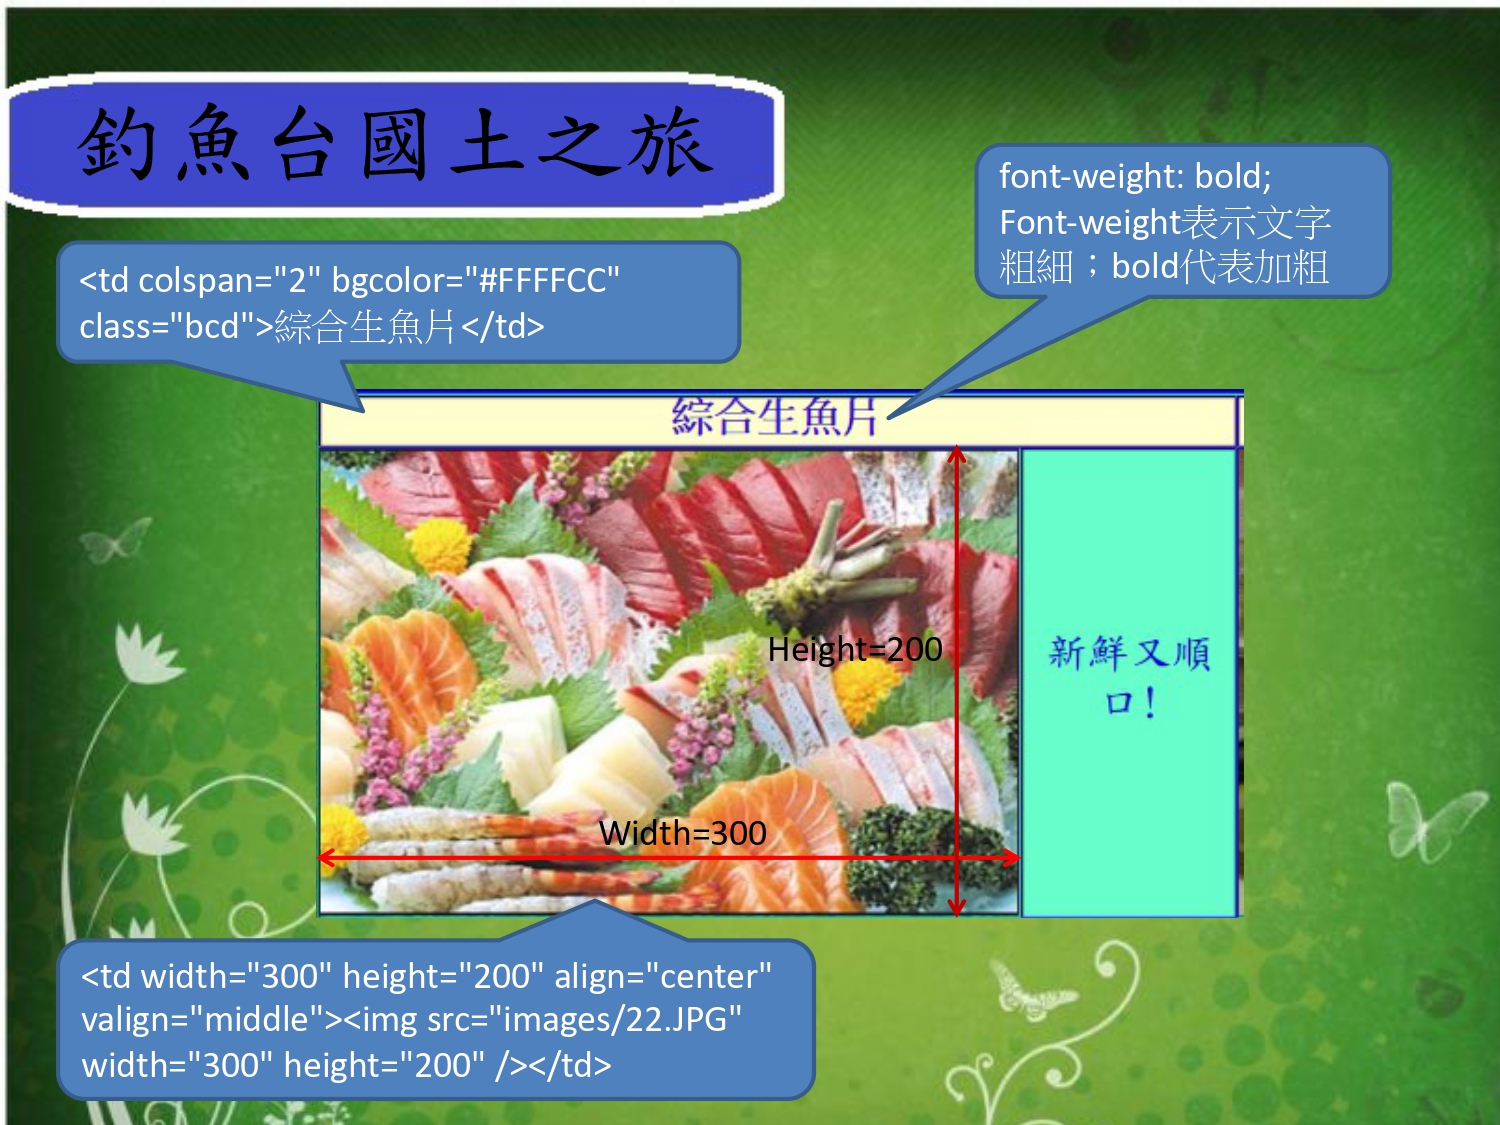 釣魚台國土之旅
font-weight: bold;
Font-weight表示文字
粗細；bold代表加粗
<td colspan="2" bgcolor="#FFFFCC"
class="bcd">綜合生魚片</td>
綜合生魚片
Height=200
新鮮又順
口！
Width=300
<td width="300" height="200" align="center"
valign="middle"><img src="images/22.JPG"
width="300" height="200" /></td>